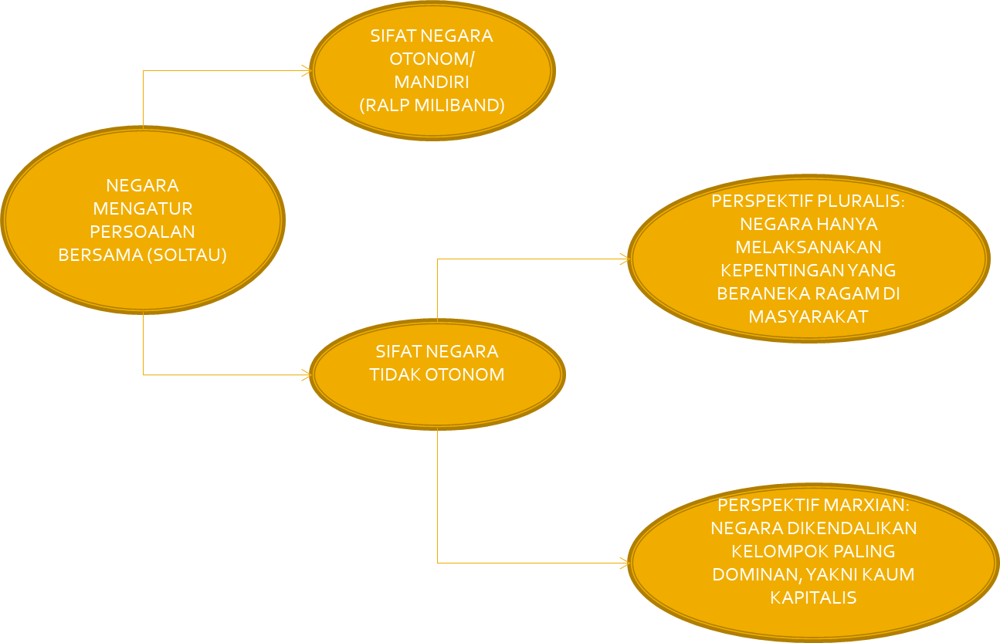 SIFAT NEGARA
OTONOM/
MANDIRI
(RALP MILIBAND)
NEGARA
MENGATUR
PERSOALAN
BERSAMA (SOLTAU)
PERSPEKTIF PLURALIS:
NEGARA HANYA
MELAKSANAKAN
KEPENTINGAN YANG
BERANEKA RAGAM DI
MASYARAKAT
SIFAT NEGARA
TIDAK OTONOM
PERSPEKTIF MARXIAN:
NEGARA DIKENDALIKAN
KELOMPOK PALING
DOMINAN, YAKNI KAUM
KAPITALIS